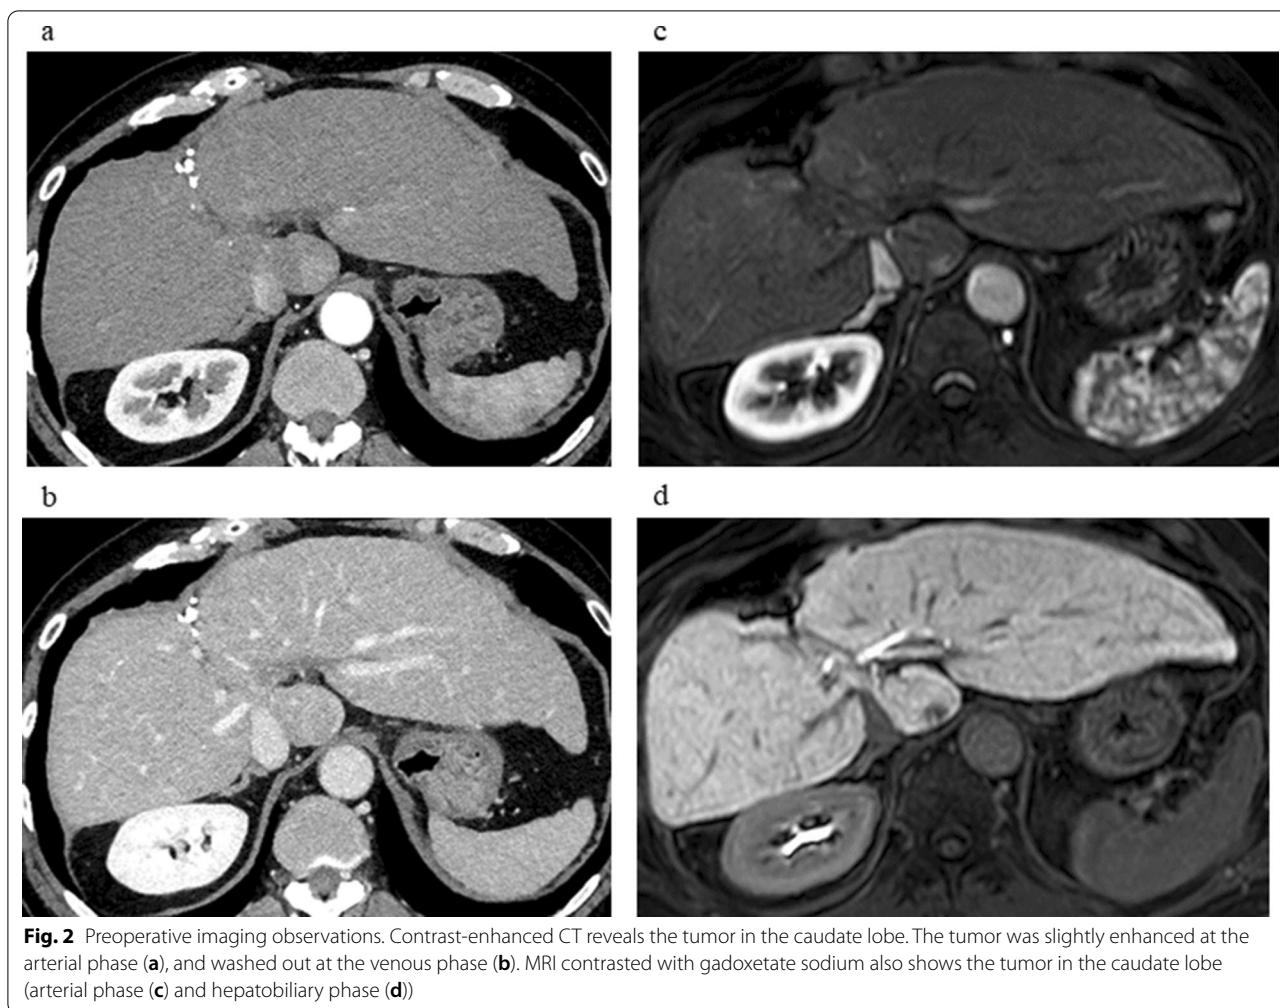 a
c
b
d
Fig. 2 Preoperative imaging observations. Contrast-enhanced CT reveals the tumor in the caudate lobe. The tumor was slightly enhanced at the
arterial phase (a), and washed out at the venous phase (b). MRI contrasted with gadoxetate sodium also shows the tumor in the caudate lobe
(arterial phase (c) and hepatobiliary phase (d))